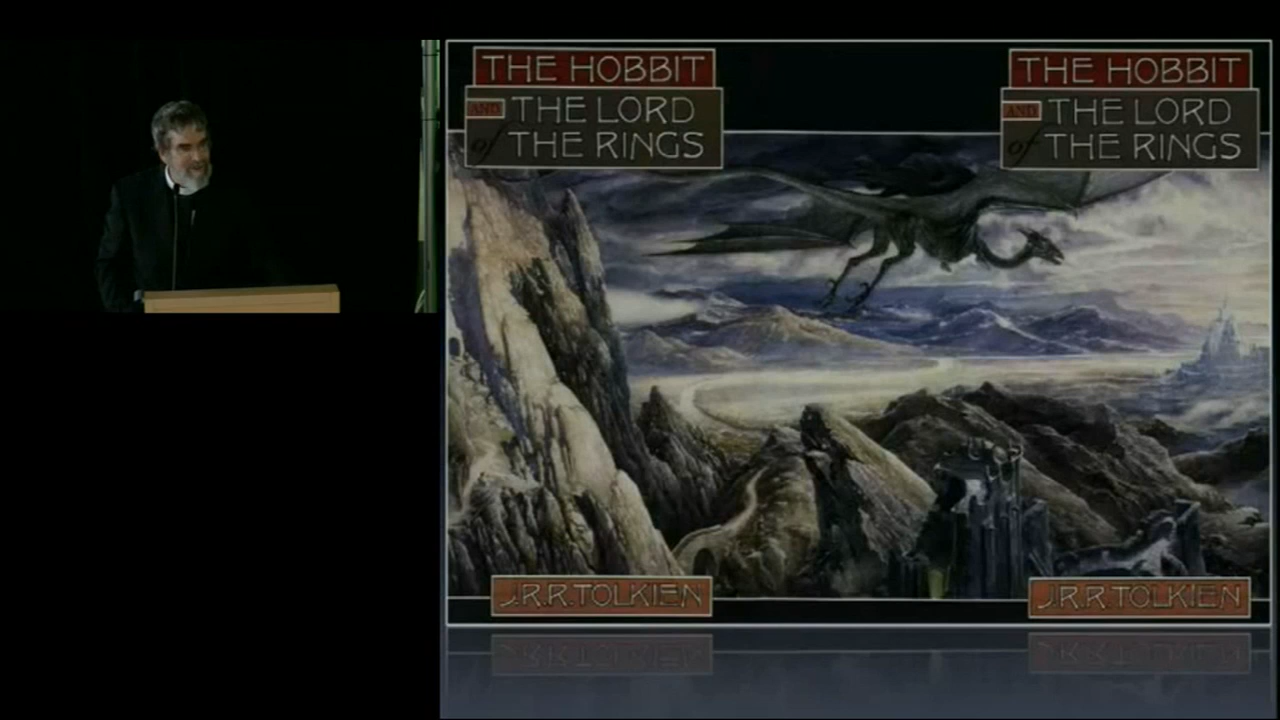 THE HOBBIT
AND THE LORD
of THE RINGS
THE HOBBIT
AND THE LORD
of THE RINGS
J.R.R.TOLKIEN
J.R.R.TOLKIEN